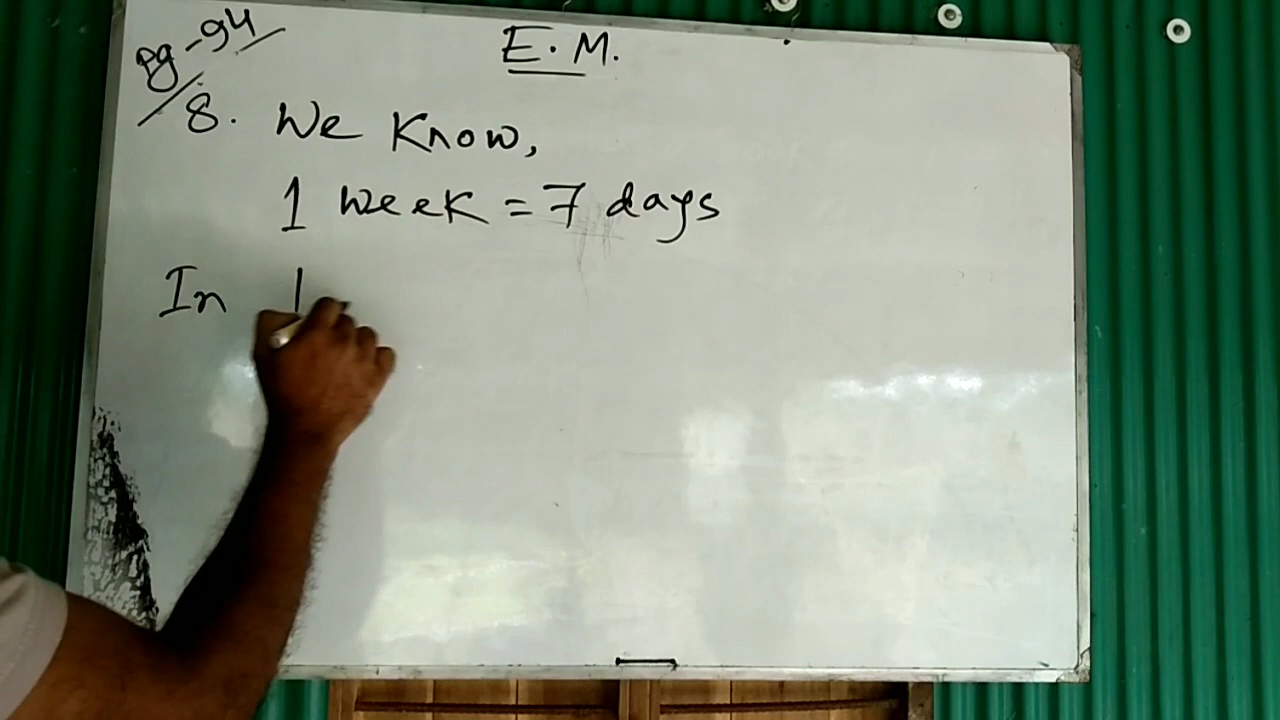 E.M.
pg-94
8. We Know,
1 week = 7 days
In 1